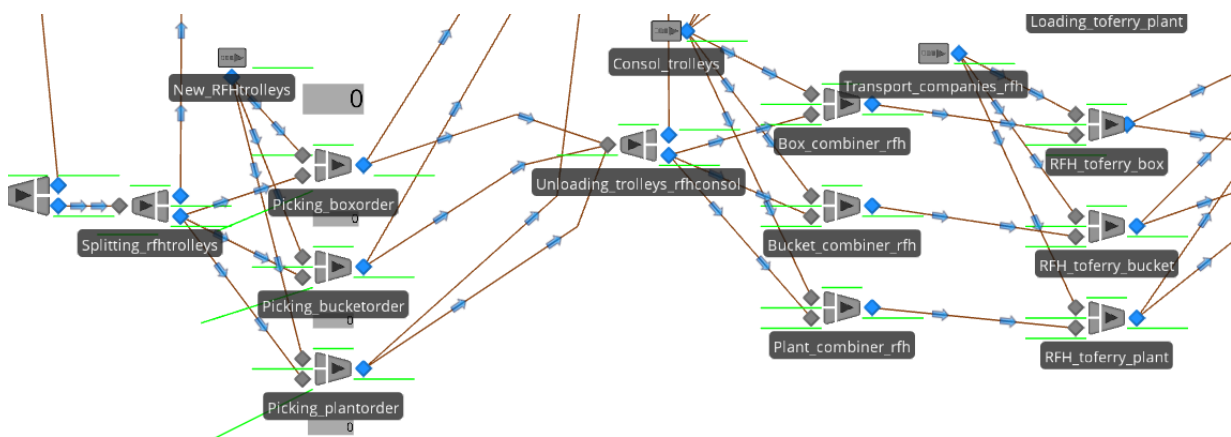 Loading_toferry_plant
Consol_trolleys
New_RFHtrolleys
Transport_companies_rfh
0
Box_combiner_rfh
RFH_toferry_box
Unloading_trolleys_rfhconsol
Picking_boxorder
0
Splitting_rfhtrolleys
Bucket_combiner_rfh
RFH_toferry_bucket
Picking_bucketorder
0
Plant_combiner_rfh
RFH_toferry_plant
Picking_plantorder
0